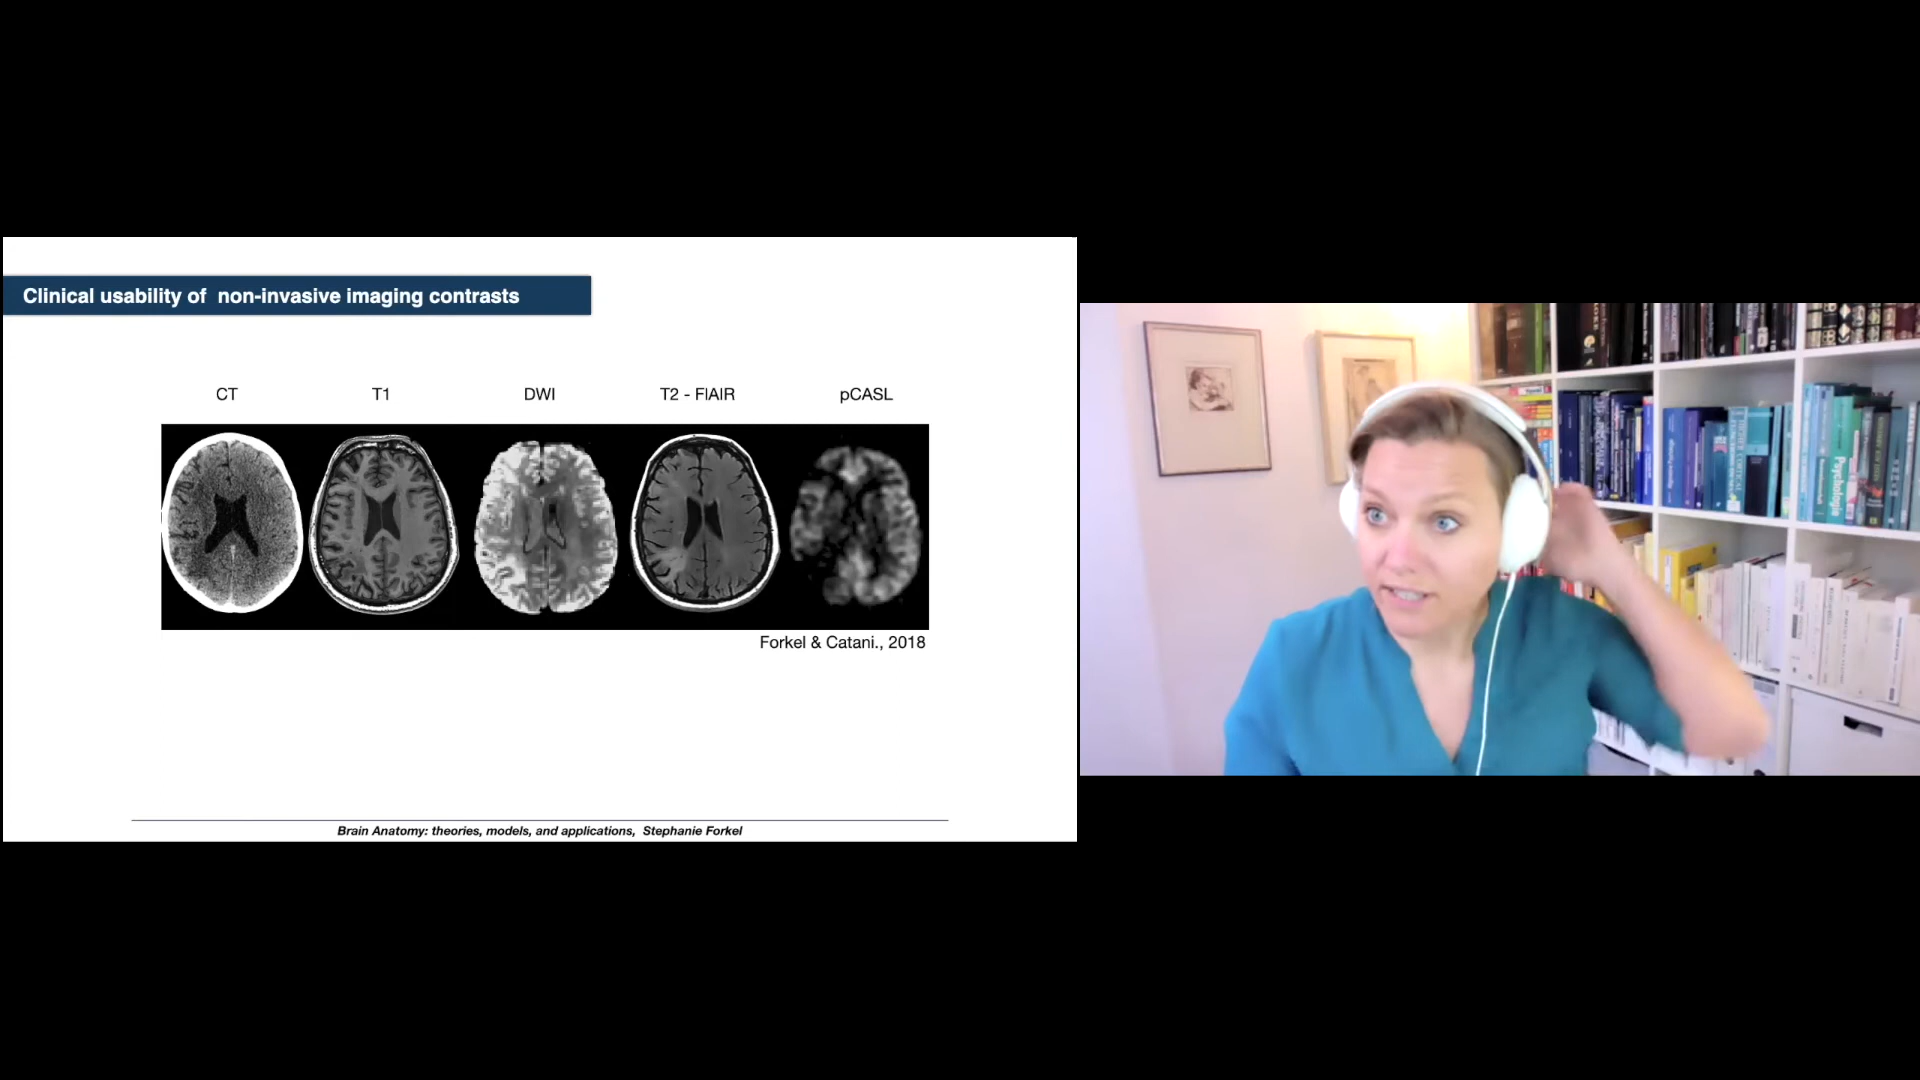 Clinical usability of  non-invasive imaging contrasts
CT
T1
DWI
T2 - FlAIR
pCASL
Forkel & Catani., 2018
Brain Anatomy: theories, models, and applications,  Stephanie Forkel
Psychologie